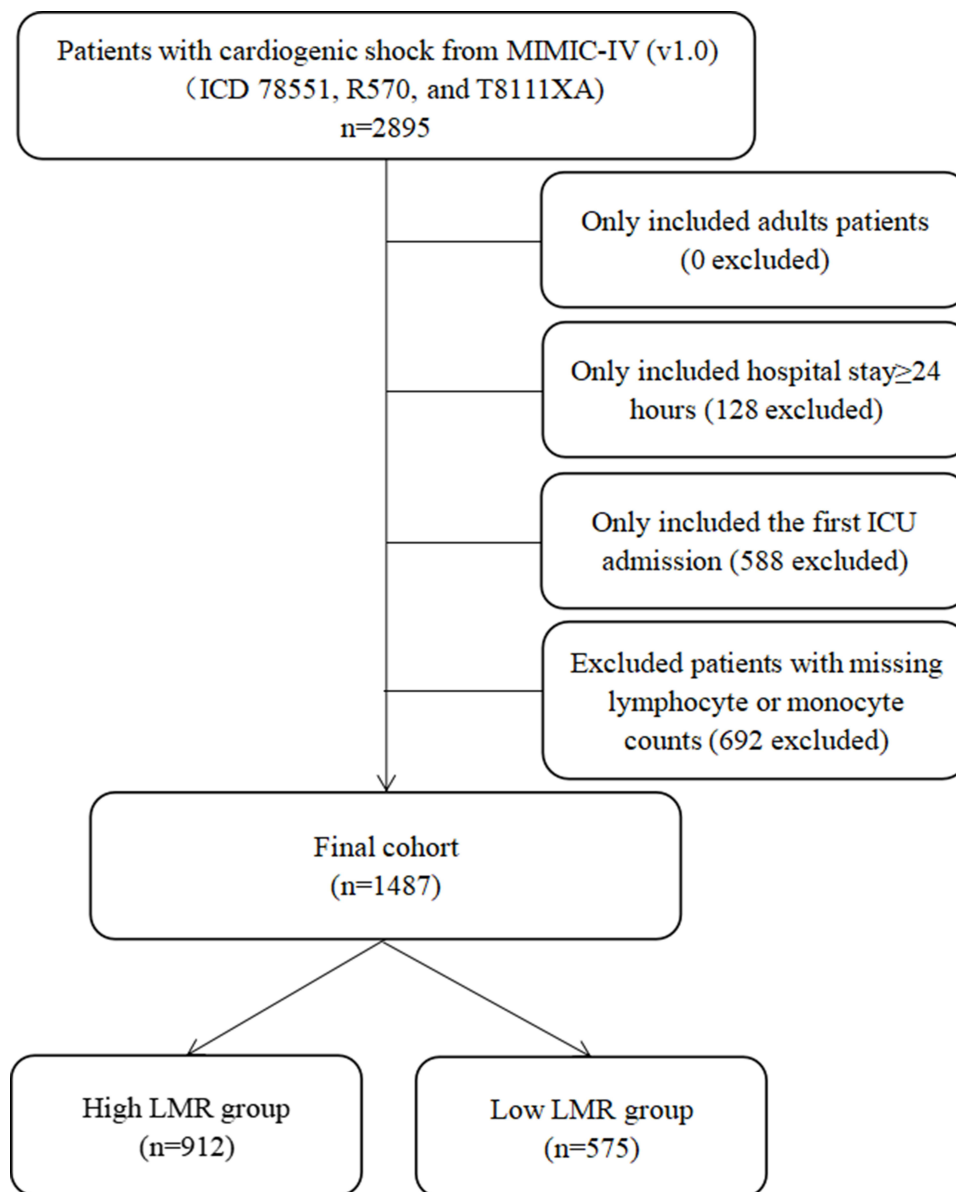 Patients with cardiogenic shock from MIMIC-IV (v1.0)
（ICD 78551, R570, and T8111XA)
n=2895
Only included adults patients
(0 excluded)
Only included hospital stay≥24
hours (128 excluded)
Only included the first ICU
admission (588 excluded)
Excluded patients with missing
lymphocyte or monocyte
counts (692 excluded)
Final cohort
(n=1487)
High LMR group
(n=912)
Low LMR group
(n=575)